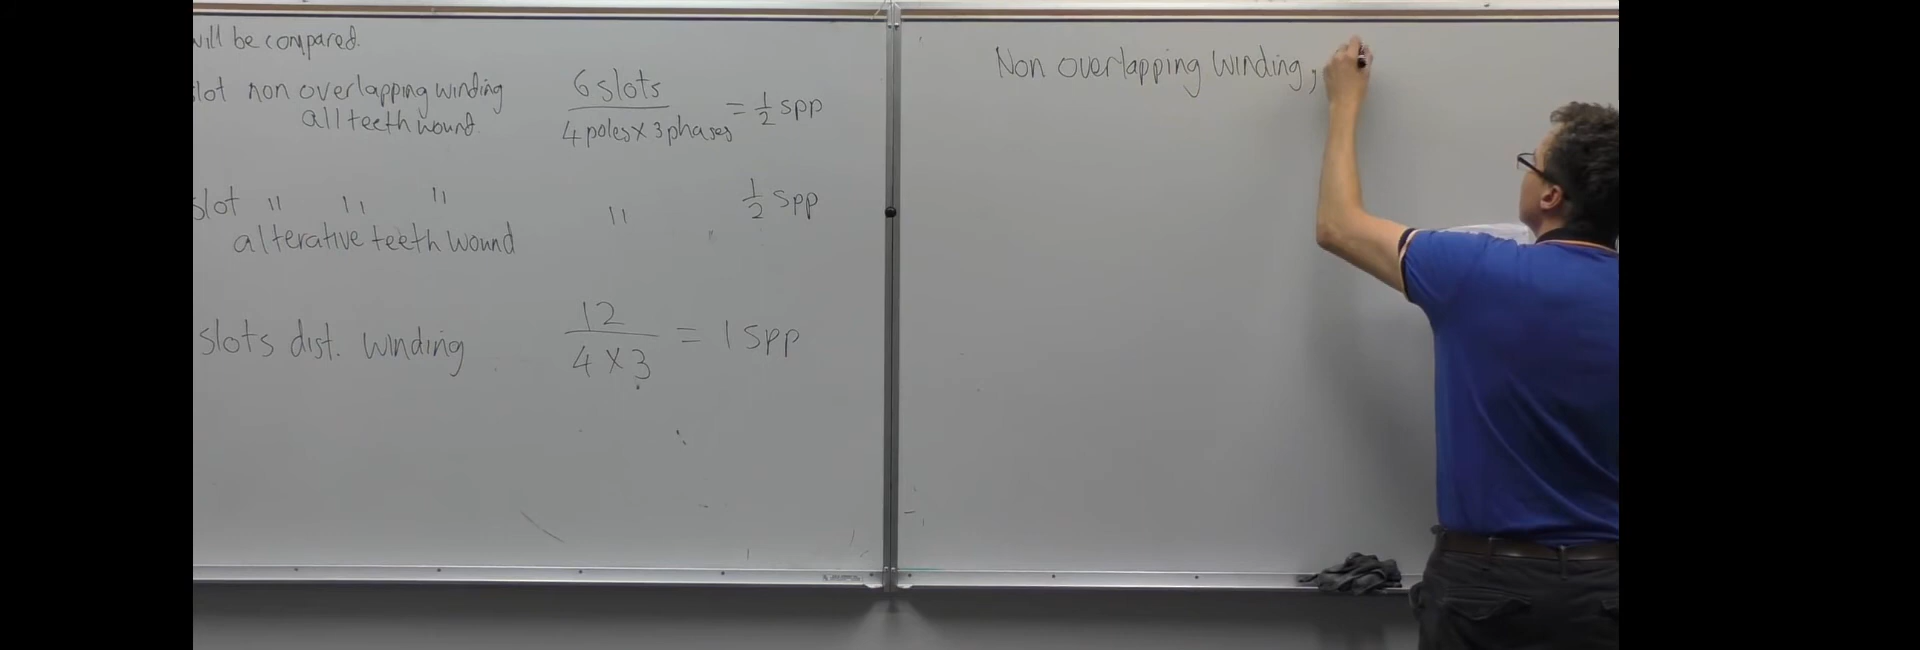 will be compared.
slot non overlapping winding
all teeth wound.
6 slots
4 poles x 3 phases
= 1/2 spp
slot " " "
alterative teeth wound
" 1/2 spp
slots dist. winding
12
4 x 3
= 1 spp
Non overlapping winding,